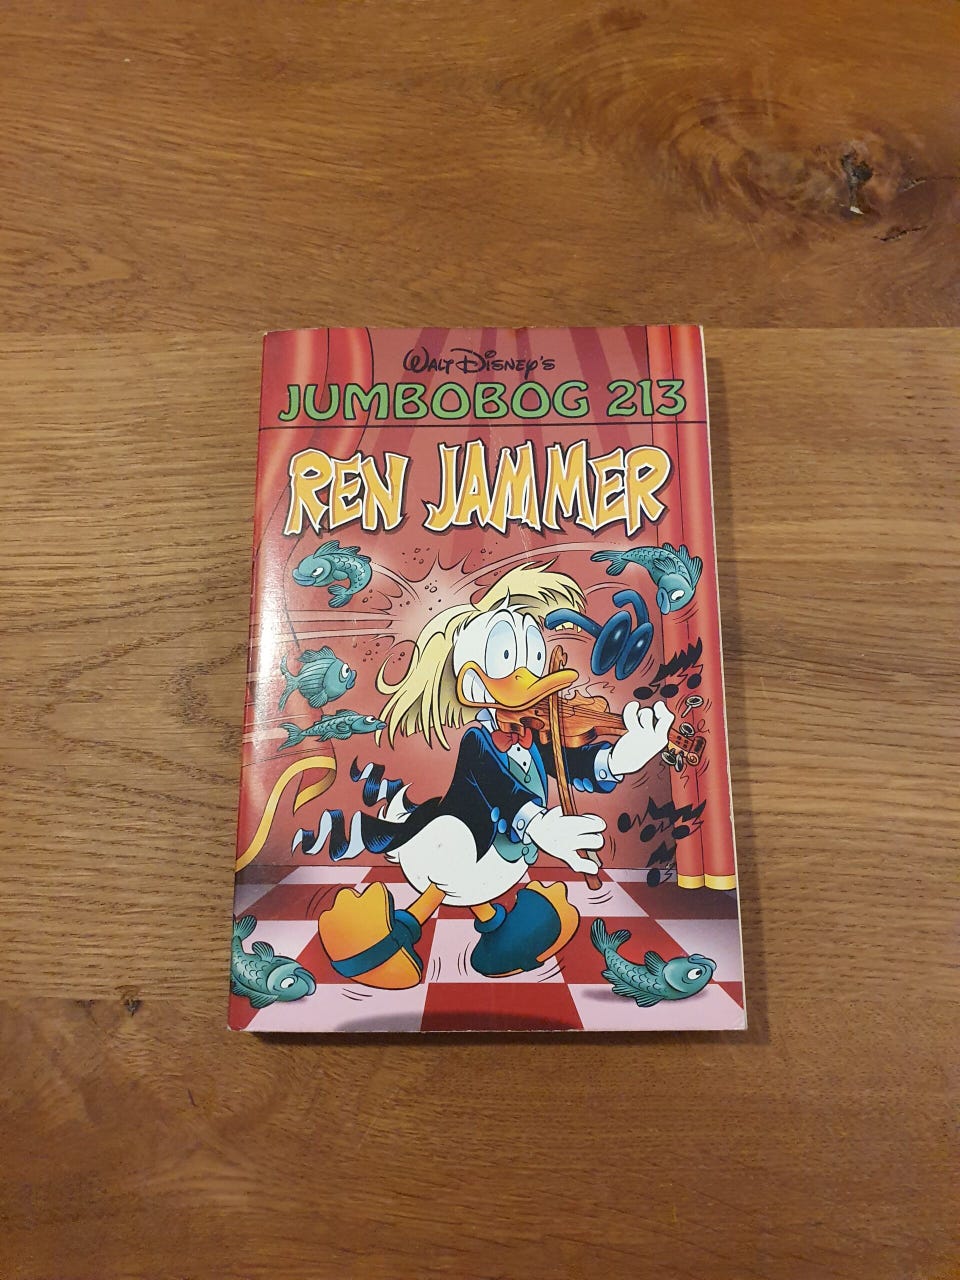 WALT DISNEY'S
JUMBOBOG 213
REN JAMMER